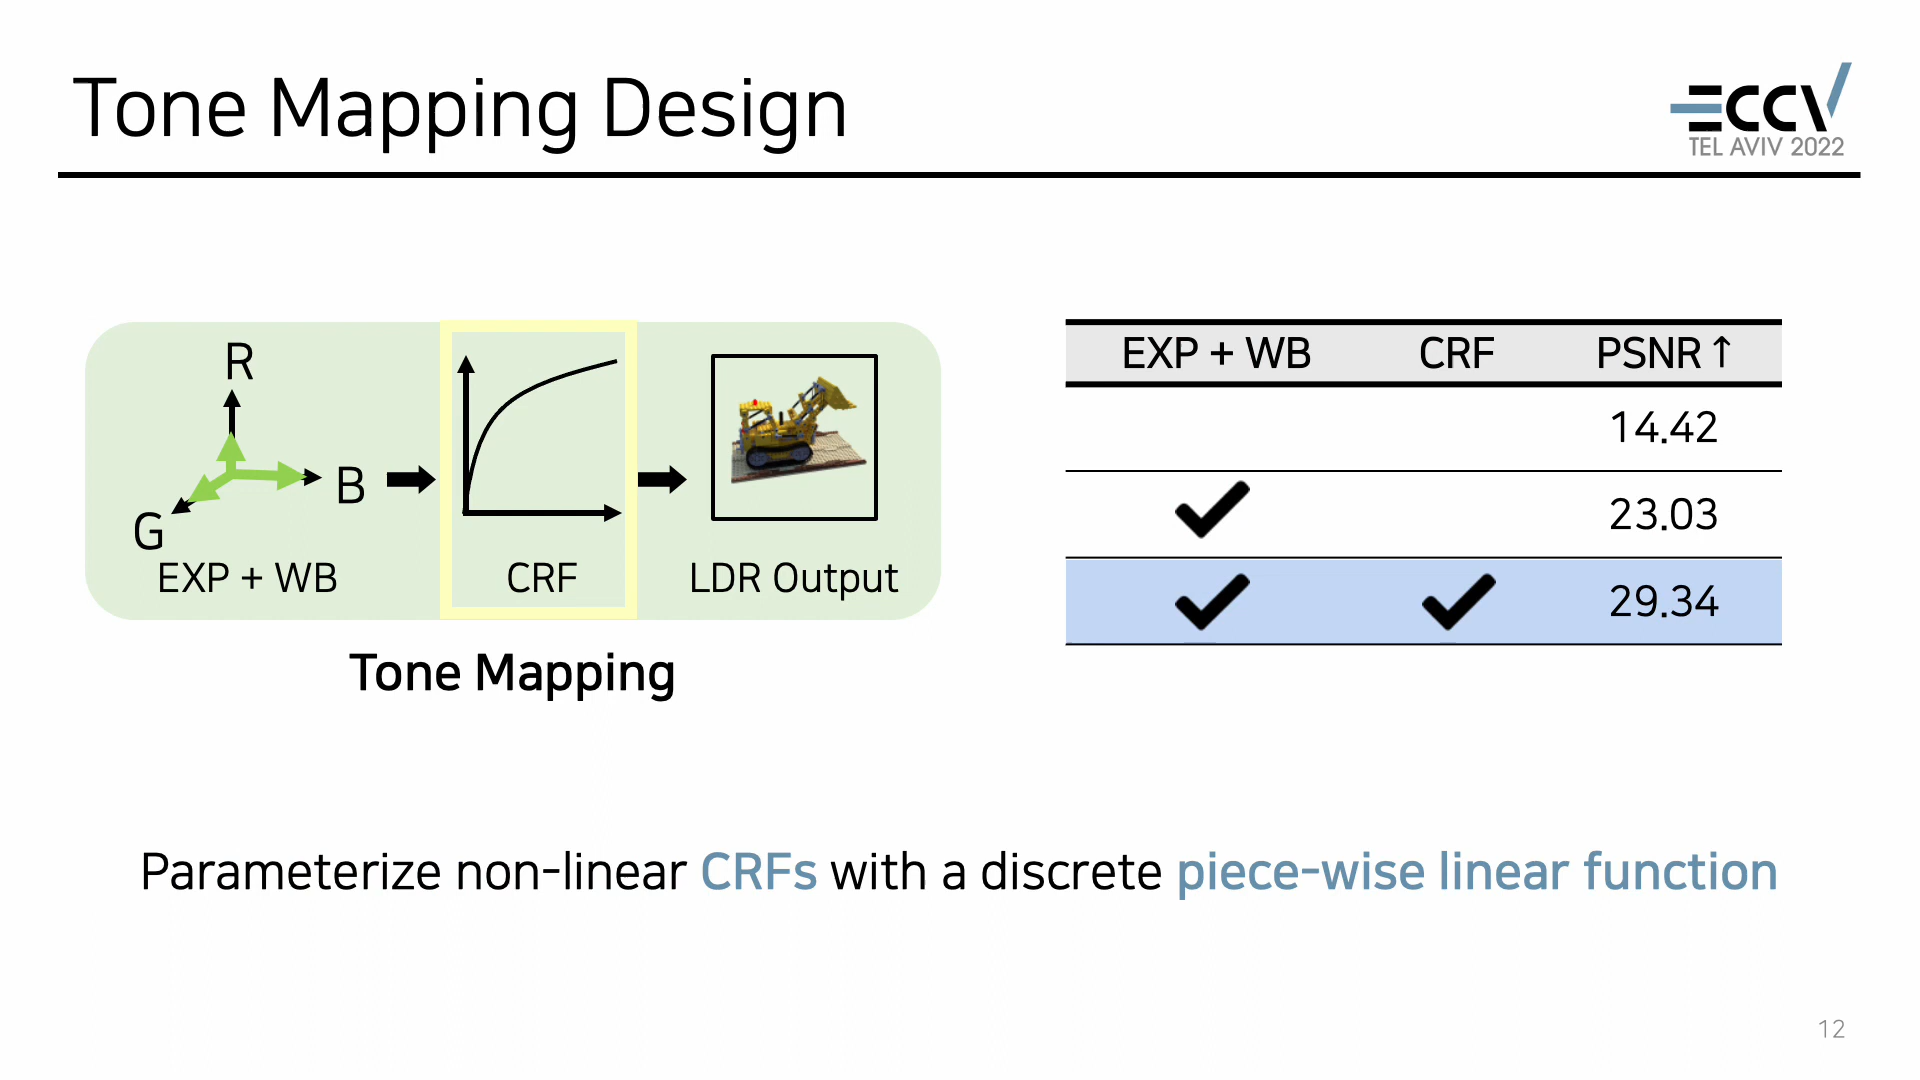 Tone Mapping Design
ECCV
TEL AVIV 2022
R
B
G
EXP + WB
CRF
LDR Output
Tone Mapping
EXP + WB CRF PSNR↑
14.42
✔ 23.03
✔ ✔ 29.34
Parameterize non-linear CRFs with a discrete piece-wise linear function
12